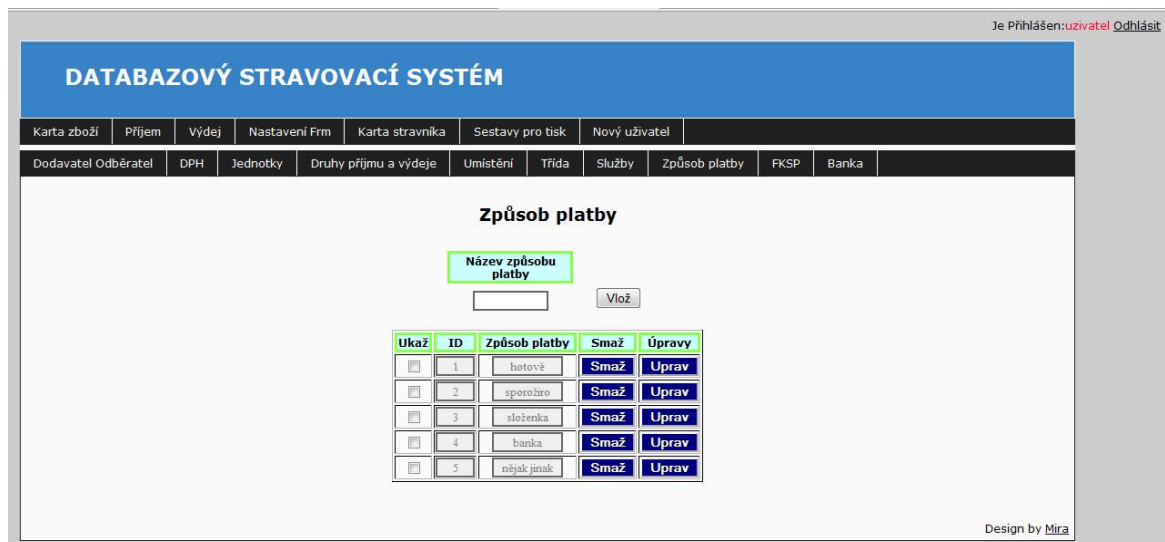 Je Přihlášen:uzivatel Odhlásit
DATABAZOVÝ STRAVOVACÍ SYSTÉM
Karta zboží Příjem Výdej Nastavení Frm Karta stravníka Sestavy pro tisk Nový uživatel
Dodavatel Odběratel DPH Jednotky Druhy příjmu a výdeje Umístění Třída Služby Způsob platby FKSP Banka
Způsob platby
Název způsobu
platby
Vlož
Ukaž ID Způsob platby Smaž Úpravy
1 hotově Smaž Uprav
2 sporožiro Smaž Uprav
3 složenka Smaž Uprav
4 banka Smaž Uprav
5 nějak jinak Smaž Uprav
Design by Mira